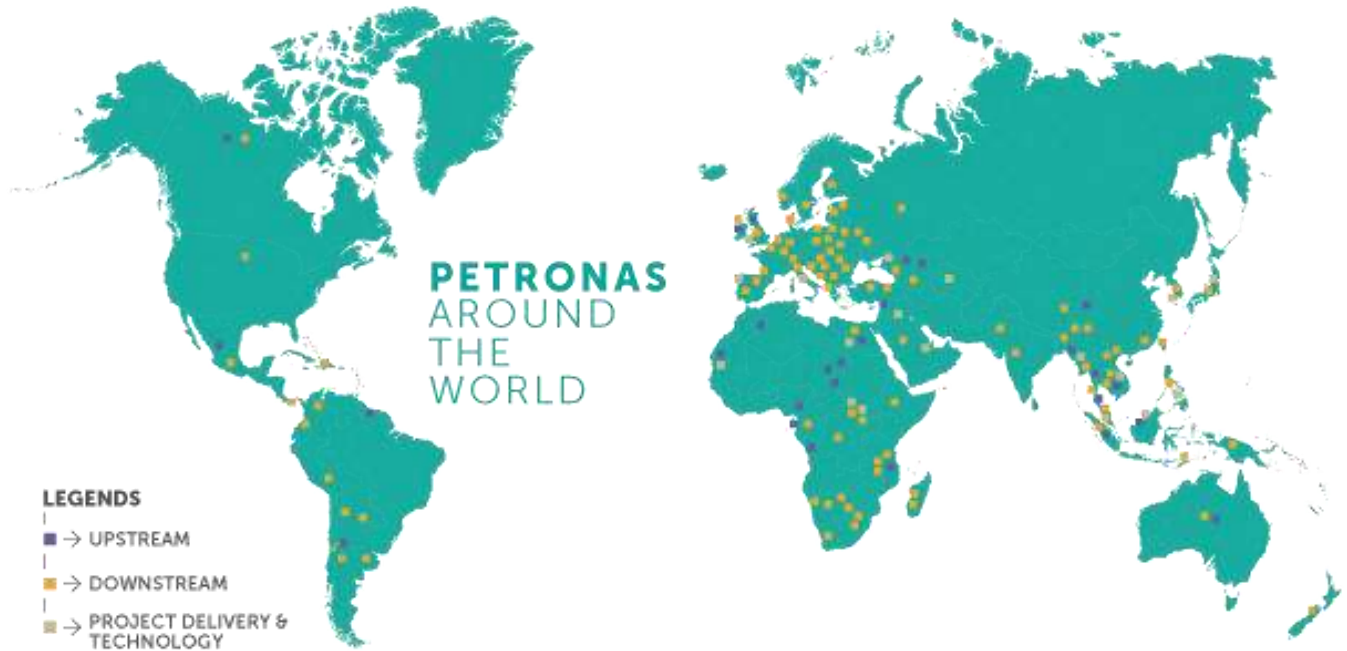 PETRONAS
AROUND
THE
WORLD
LEGENDS
UPSTREAM
DOWNSTREAM
PROJECT DELIVERY &
TECHNOLOGY